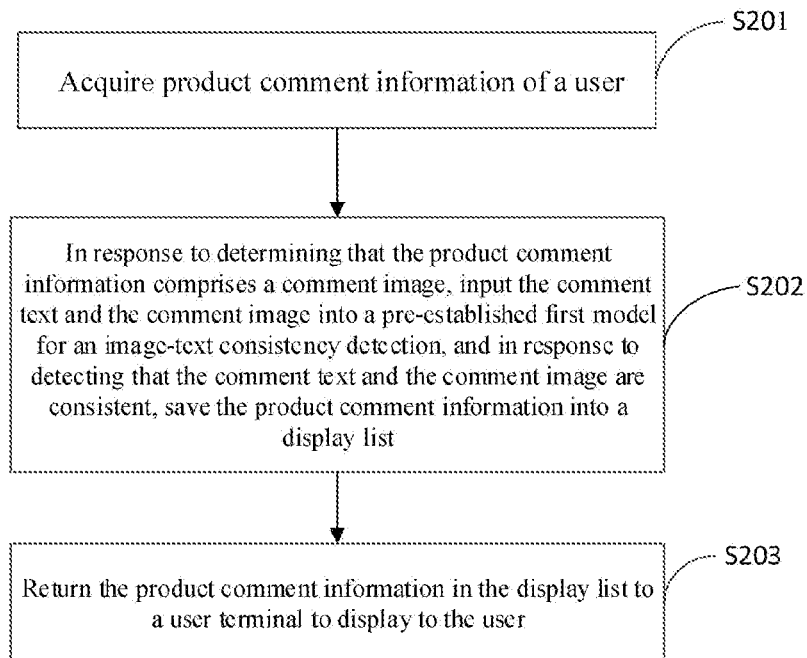 S201
Acquire product comment information of a user
In response to determining that the product comment
information comprises a comment image, input the comment
text and the comment image into a pre-established first model
for an image-text consistency detection, and in response to
detecting that the comment text and the comment image are
consistent, save the product comment information into a
display list
S202
Return the product comment information in the display list to
a user terminal to display to the user
S203